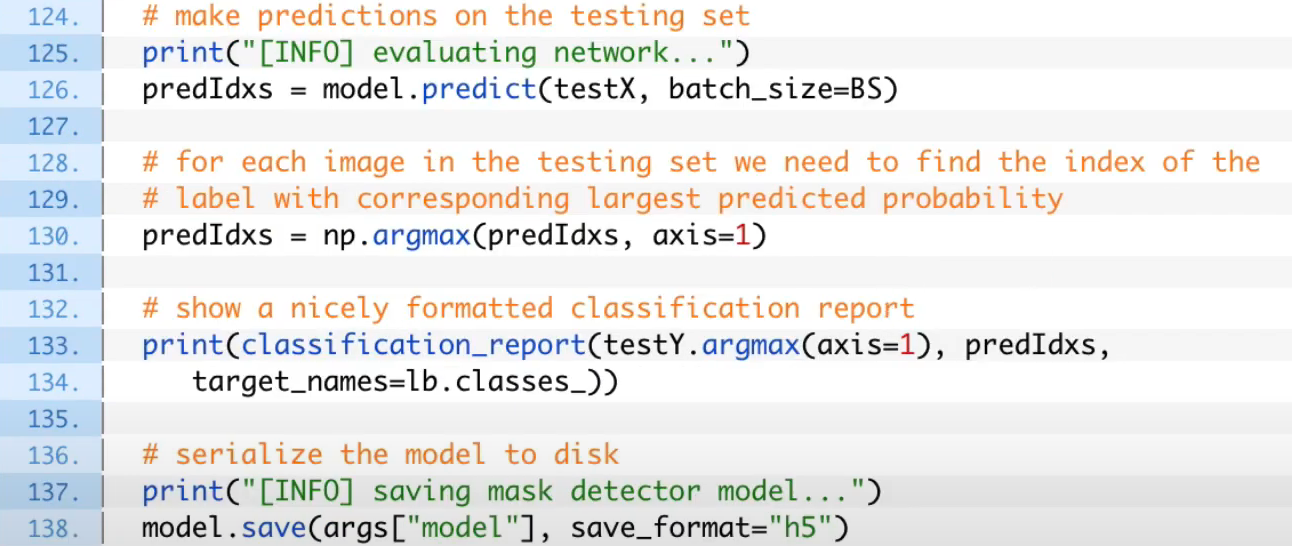 124. # make predictions on the testing set
125. print("[INFO] evaluating network...")
126. predIdxs = model.predict(testX, batch_size=BS)
127.
128. # for each image in the testing set we need to find the index of the
129. # label with corresponding largest predicted probability
130. predIdxs = np.argmax(predIdxs, axis=1)
131.
132. # show a nicely formatted classification report
133. print(classification_report(testY.argmax(axis=1), predIdxs,
134.    target_names=lb.classes_))
135.
136. # serialize the model to disk
137. print("[INFO] saving mask detector model...")
138. model.save(args["model"], save_format="h5")